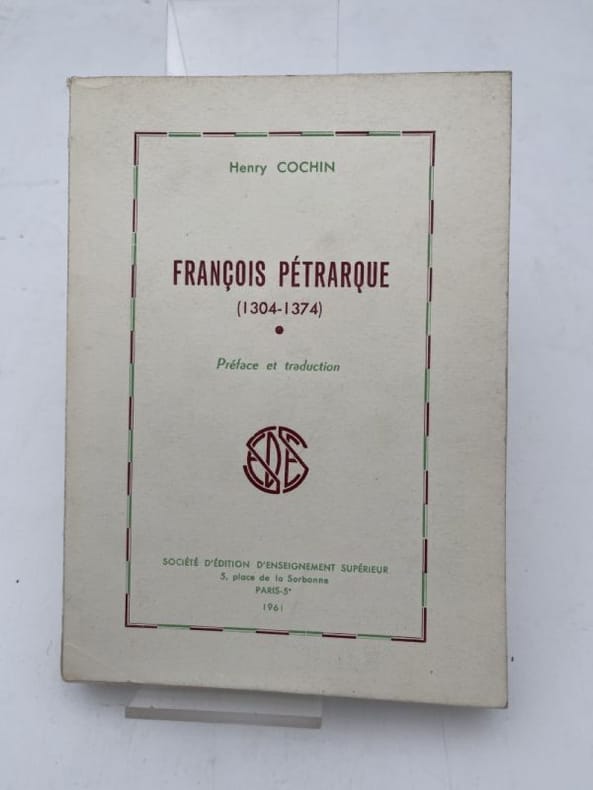 Henry COCHIN
FRANÇOIS PÉTRARQUE
(1304-1374)
Préface et traduction
SEDES
SOCIÉTÉ D'ÉDITION D'ENSEIGNEMENT SUPÉRIEUR
5, place de la Sorbonne
PARIS-5e
1961